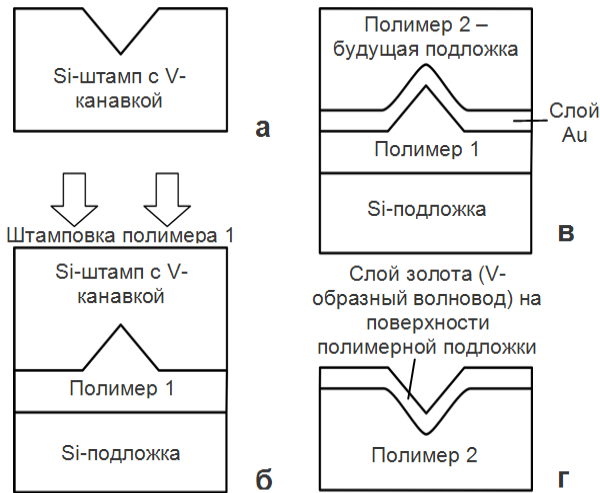 Si-штамп с V-
канавкой
а
Штамповка полимера 1
Si-штамп с V-
канавкой
Полимер 1
Si-подложка
б
Полимер 2 –
будущая подложка
Слой
Au
Полимер 1
Si-подложка
в
Слой золота (V-
образный волновод) на
поверхности
полимерной подложки
Полимер 2
г